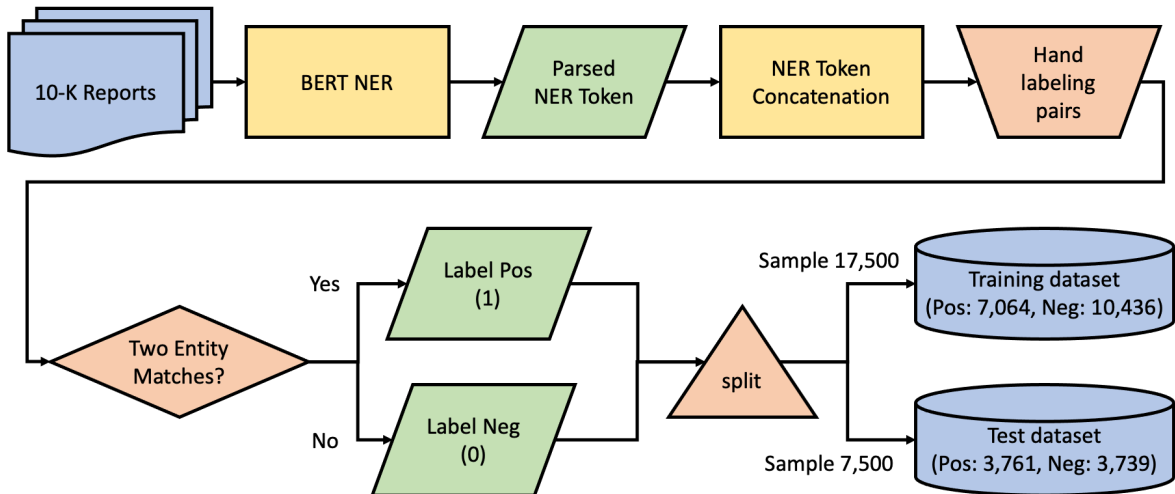 10-K Reports
BERT NER
Parsed
NER Token
NER Token
Concatenation
Hand
labeling
pairs
Two Entity
Matches?
Yes
No
Label Pos
(1)
Label Neg
(0)
split
Sample 17,500
Sample 7,500
Training dataset
(Pos: 7,064, Neg: 10,436)
Test dataset
(Pos: 3,761, Neg: 3,739)